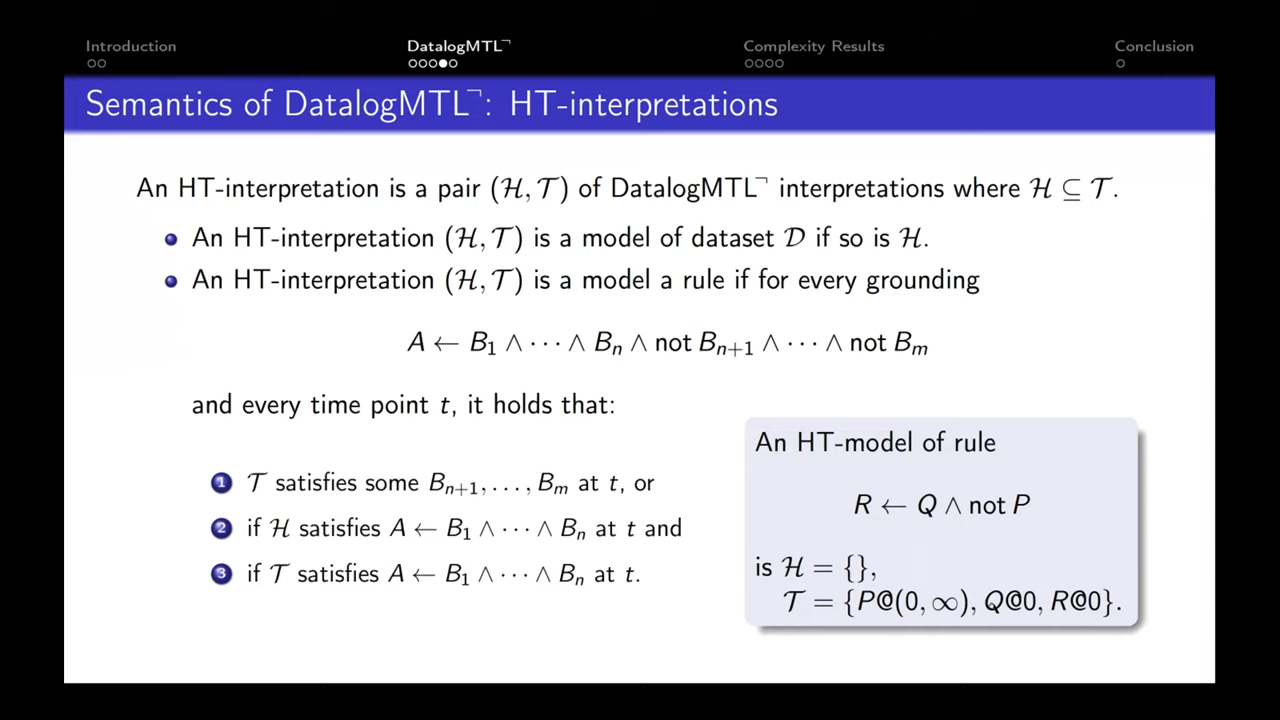 Introduction DatalogMTL¬ Complexity Results Conclusion
Semantics of DatalogMTL¬: HT-interpretations
An HT-interpretation is a pair (ℋ, 𝒯) of DatalogMTL¬ interpretations where ℋ ⊆ 𝒯.
An HT-interpretation (ℋ, 𝒯) is a model of dataset 𝒟 if so is ℋ.
An HT-interpretation (ℋ, 𝒯) is a model a rule if for every grounding
A ← B₁ ∧ ⋯ ∧ Bₙ ∧ not Bₙ₊₁ ∧ ⋯ ∧ not Bₘ
and every time point t, it holds that:
1 𝒯 satisfies some Bₙ₊₁, …, Bₘ at t, or
2 if ℋ satisfies A ← B₁ ∧ ⋯ ∧ Bₙ at t and
3 if 𝒯 satisfies A ← B₁ ∧ ⋯ ∧ Bₙ at t.
An HT-model of rule
R ← Q ∧ not P
is ℋ = {},
𝒯 = {P@(0, ∞), Q@0, R@0}.